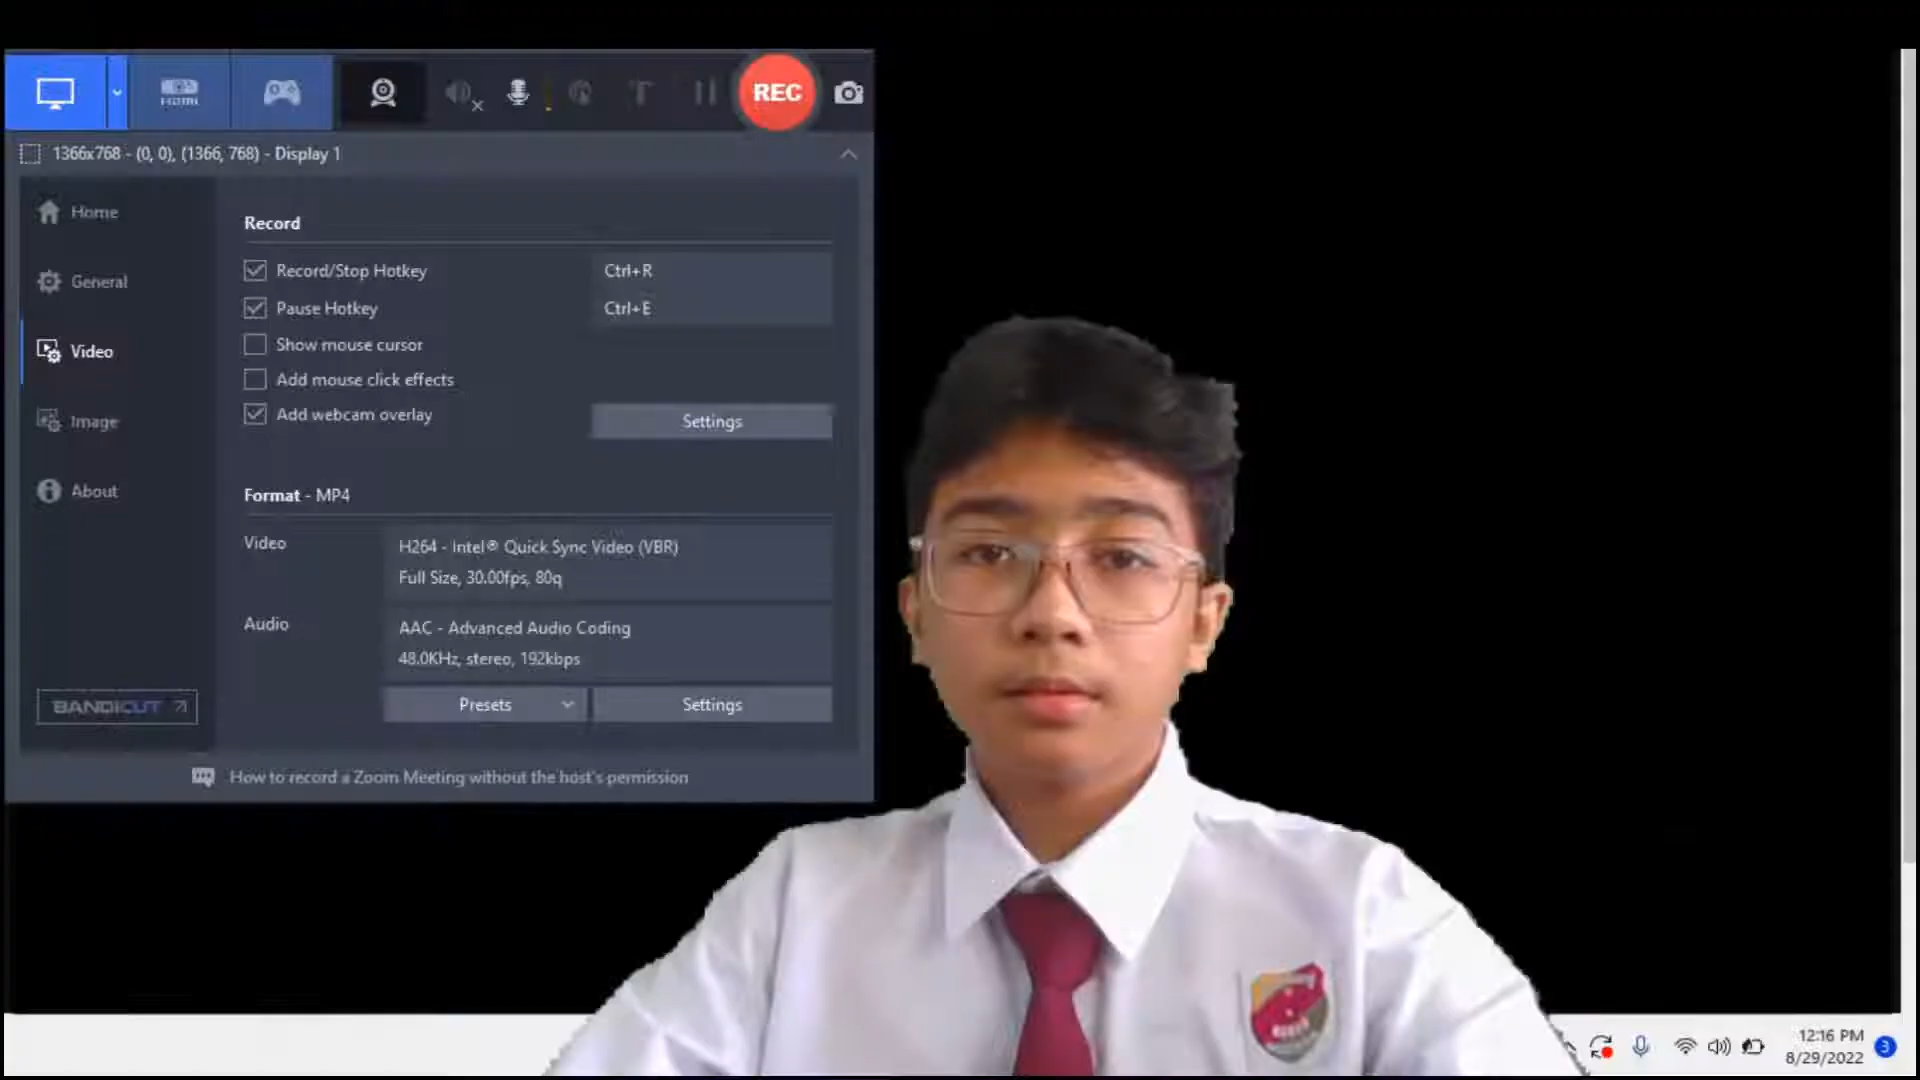 HDMI
REC
1366x768 - (0, 0), (1366, 768) - Display 1
Home
General
Video
Image
About
BANDICUT
Record
Record/Stop Hotkey Ctrl+R
Pause Hotkey Ctrl+E
Show mouse cursor
Add mouse click effects
Add webcam overlay Settings
Format - MP4
Video H264 - Intel® Quick Sync Video (VBR)
Full Size, 30.00fps, 80q
Audio AAC - Advanced Audio Coding
48.0KHz, stereo, 192kbps
Presets Settings
How to record a Zoom Meeting without the host's permission
12:16 PM
8/29/2022
3